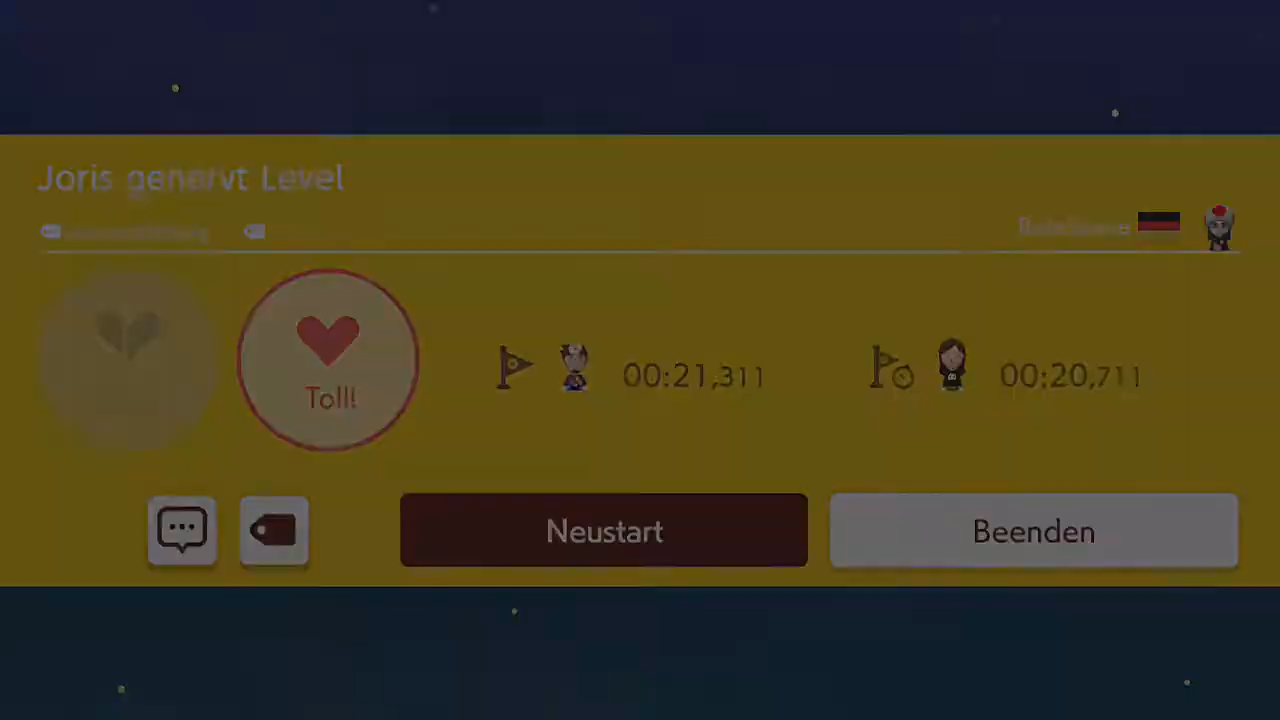 Joris genervt Level
Toll!
00:21,311
00:20,711
Neustart
Beenden